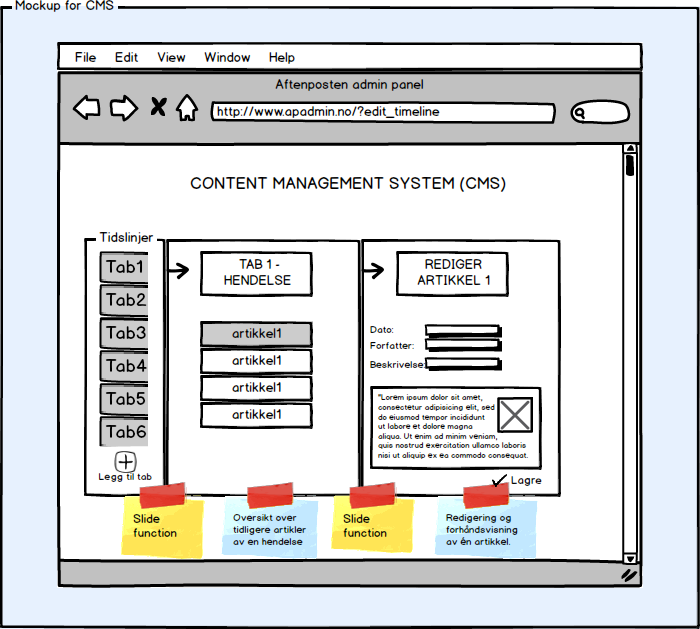 Mockup for CMS
File Edit View Window Help
Aftenposten admin panel
http://www.apadmin.no/?edit_timeline
CONTENT MANAGEMENT SYSTEM (CMS)
Tidslinjer
Tab1
Tab2
Tab3
Tab4
Tab5
Tab6
Legg til tab
TAB 1 -
HENDELSE
artikkel1
artikkel1
artikkel1
artikkel1
REDIGER
ARTIKKEL 1
Dato:
Forfatter:
Beskrivelse:
"Lorem ipsum dolor sit amet,
consectetur adipisicing elit, sed
do eiusmod tempor incididunt
ut labore et dolore magna
aliqua. Ut enim ad minim veniam,
quis nostrud exercitation ullamco laboris
nisi ut aliquip ex ea commodo consequat.
Lagre
Slide
function
Oversikt over
tidligere artikler
av en hendelse
Slide
function
Redigering og
forhåndsvisning
av én artikkel.